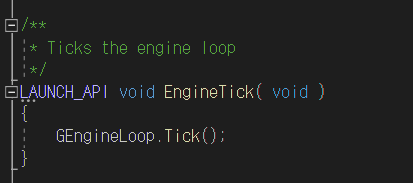 /**
* Ticks the engine loop
*/
LAUNCH_API void EngineTick( void )
{
GEngineLoop.Tick();
}